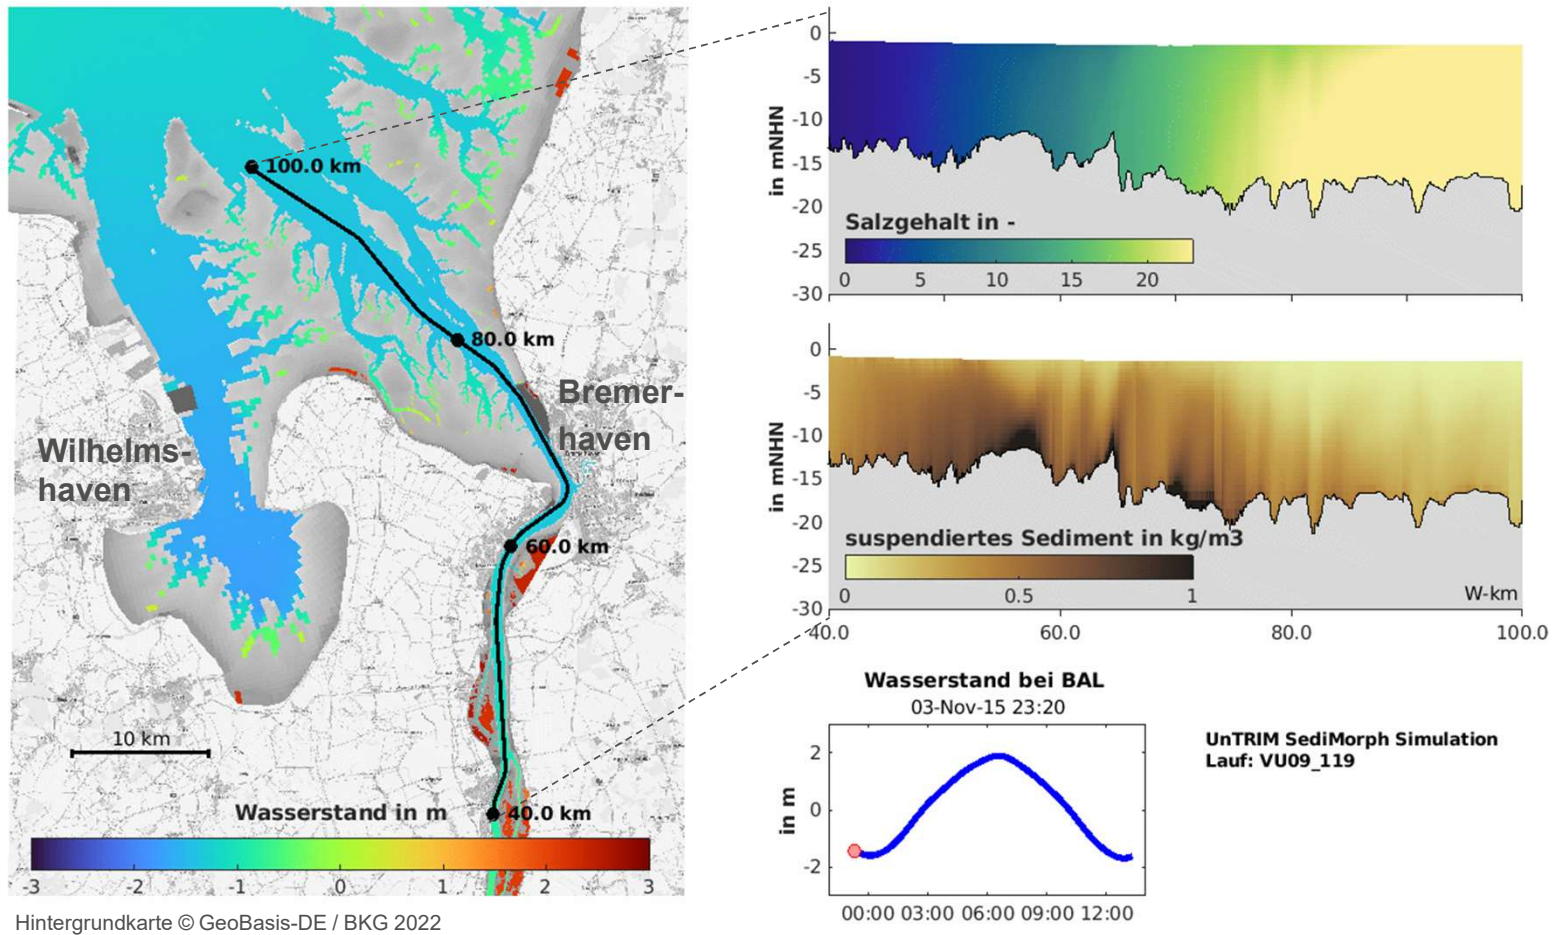 100.0 km
80.0 km
Bremer-
haven
Wilhelms-
haven
60.0 km
10 km
40.0 km
Wasserstand in m
-3 -2 -1 0 1 2 3
Hintergrundkarte © GeoBasis-DE / BKG 2022
0
-5
-10
-15
-20
-25
-30
in mNHN
Salzgehalt in -
0 5 10 15 20
0
-5
-10
-15
-20
-25
-30
in mNHN
suspendiertes Sediment in kg/m3
0 0.5 1
W-km
40.0 60.0 80.0 100.0
Wasserstand bei BAL
03-Nov-15 23:20
2
0
-2
in m
00:00 03:00 06:00 09:00 12:00
UnTRIM SediMorph Simulation
Lauf: VU09_119